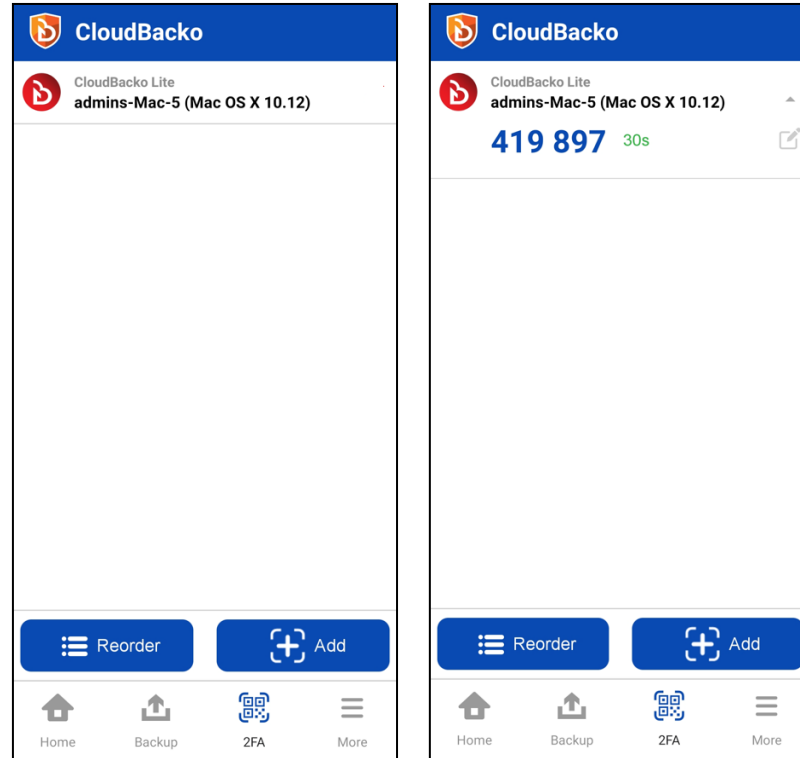 CloudBacko
CloudBacko Lite
admins-Mac-5 (Mac OS X 10.12)
Reorder
Add
Home
Backup
2FA
More
CloudBacko
CloudBacko Lite
admins-Mac-5 (Mac OS X 10.12)
419 897 30s
Reorder
Add
Home
Backup
2FA
More